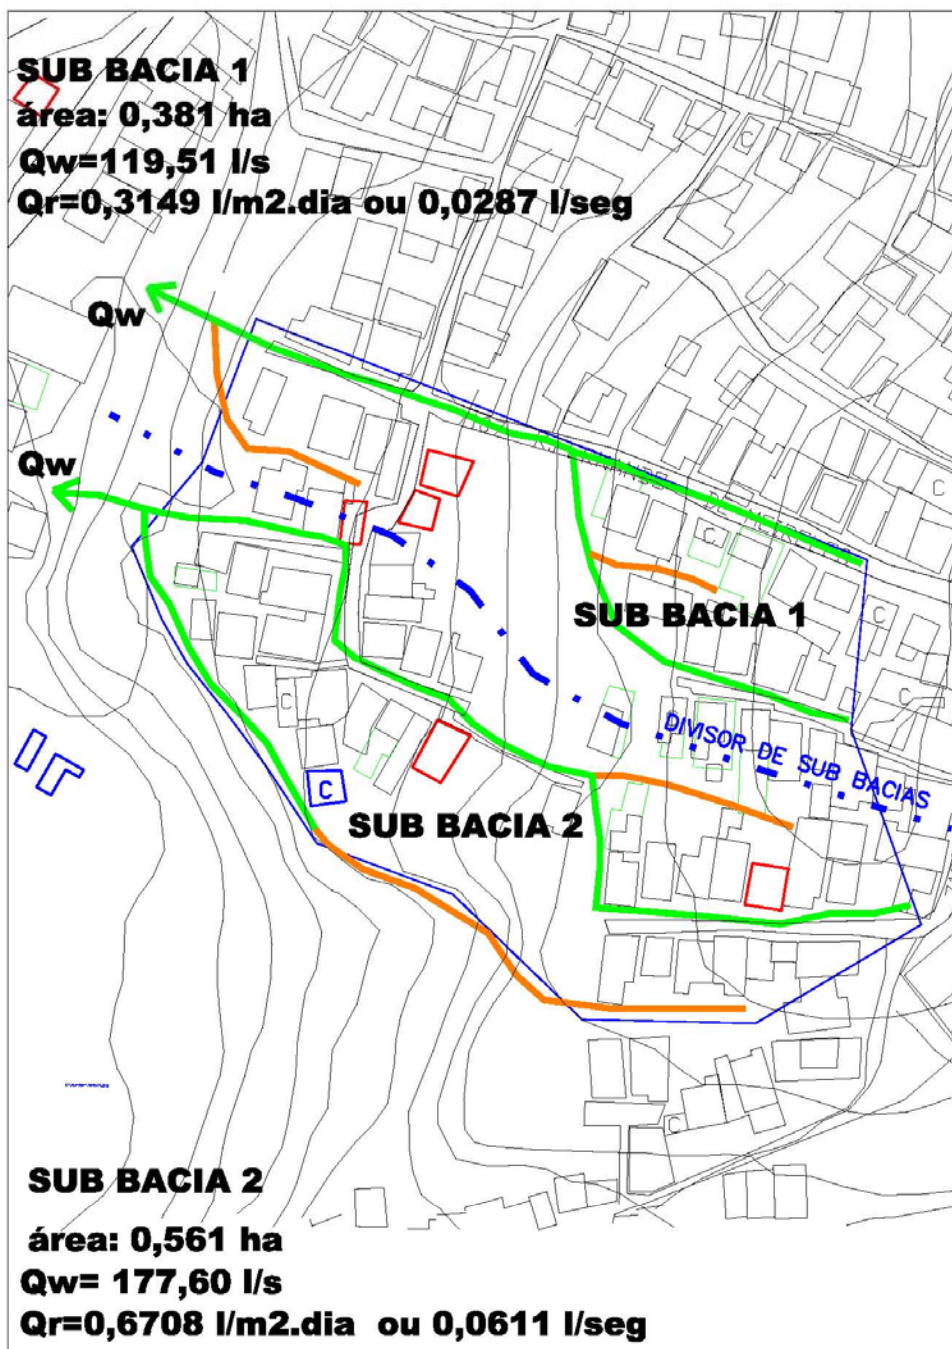 SUB BACIA 1
área: 0,381 ha
Qw=119,51 l/s
Qr=0,3149 l/m2.dia ou 0,0287 l/seg
C
Qw
Qw
DE
C
C
SUB BACIA 1
C
C
DIVISOR DE SUB BACIAS
C
SUB BACIA 2
C
SUB BACIA 2
área: 0,561 ha
Qw= 177,60 l/s
Qr=0,6708 l/m2.dia ou 0,0611 l/seg